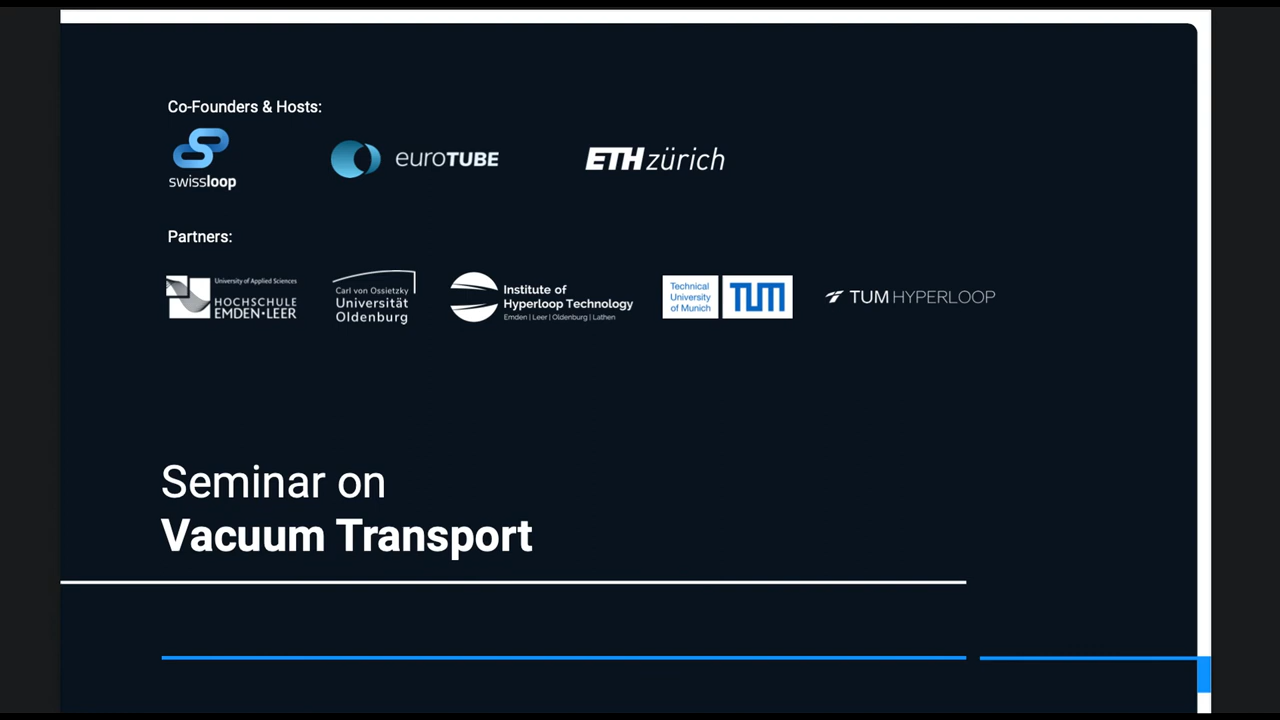 Co-Founders & Hosts:
swissloop
euroTUBE
ETH zürich
Partners:
University of Applied Sciences
HOCHSCHULE
EMDEN•LEER
Carl von Ossietzky
Universität
Oldenburg
Institute of
Hyperloop Technology
Emden | Leer | Oldenburg | Lathen
Technical
University
of Munich
TUM
TUM HYPERLOOP
Seminar on
Vacuum Transport